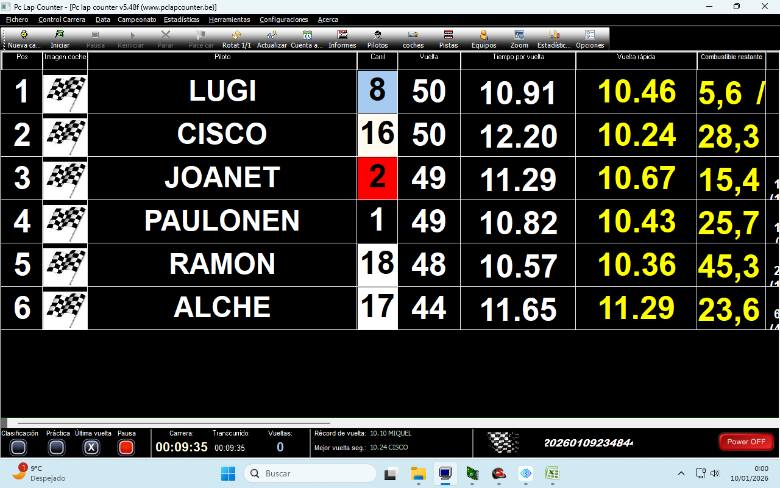 Pc Lap Counter - [Pc lap counter v5.48f (www.pclapcounter.be)]
Fichero Control Carrera Data Campeonato Estadísticas Herramientas Configuraciones Acerca
Nueva ca... Iniciar Pausa Reiniciar Parar Pace car Rotat 1/1 Actualizar Cuenta a... Informes Pilotos coches Pistas Equipos Zoom Estadístic... Opciones
Pos Imagen coche Piloto Carril Vuelta Tiempo por vuelta Vuelta rápida Combustible restante
1 LUGI 8 50 10.91 10.46 5,6 /
2 CISCO 16 50 12.20 10.24 28,3
3 JOANET 2 49 11.29 10.67 15,4
4 PAULONEN 1 49 10.82 10.43 25,7
5 RAMON 18 48 10.57 10.36 45,3
6 ALCHE 17 44 11.65 11.29 23,6
Clasificación Práctica Última vuelta Pausa Carrera: Transcurrido: Vueltas: Récord de vuelta: 10.10 MIQUEL
X 00:09:35 00:09:35 0 Mejor vuelta seg.: 10.24 CISCO
20260109234844 Power OFF
9°C
Despejado
Buscar
0:00
10/01/2026